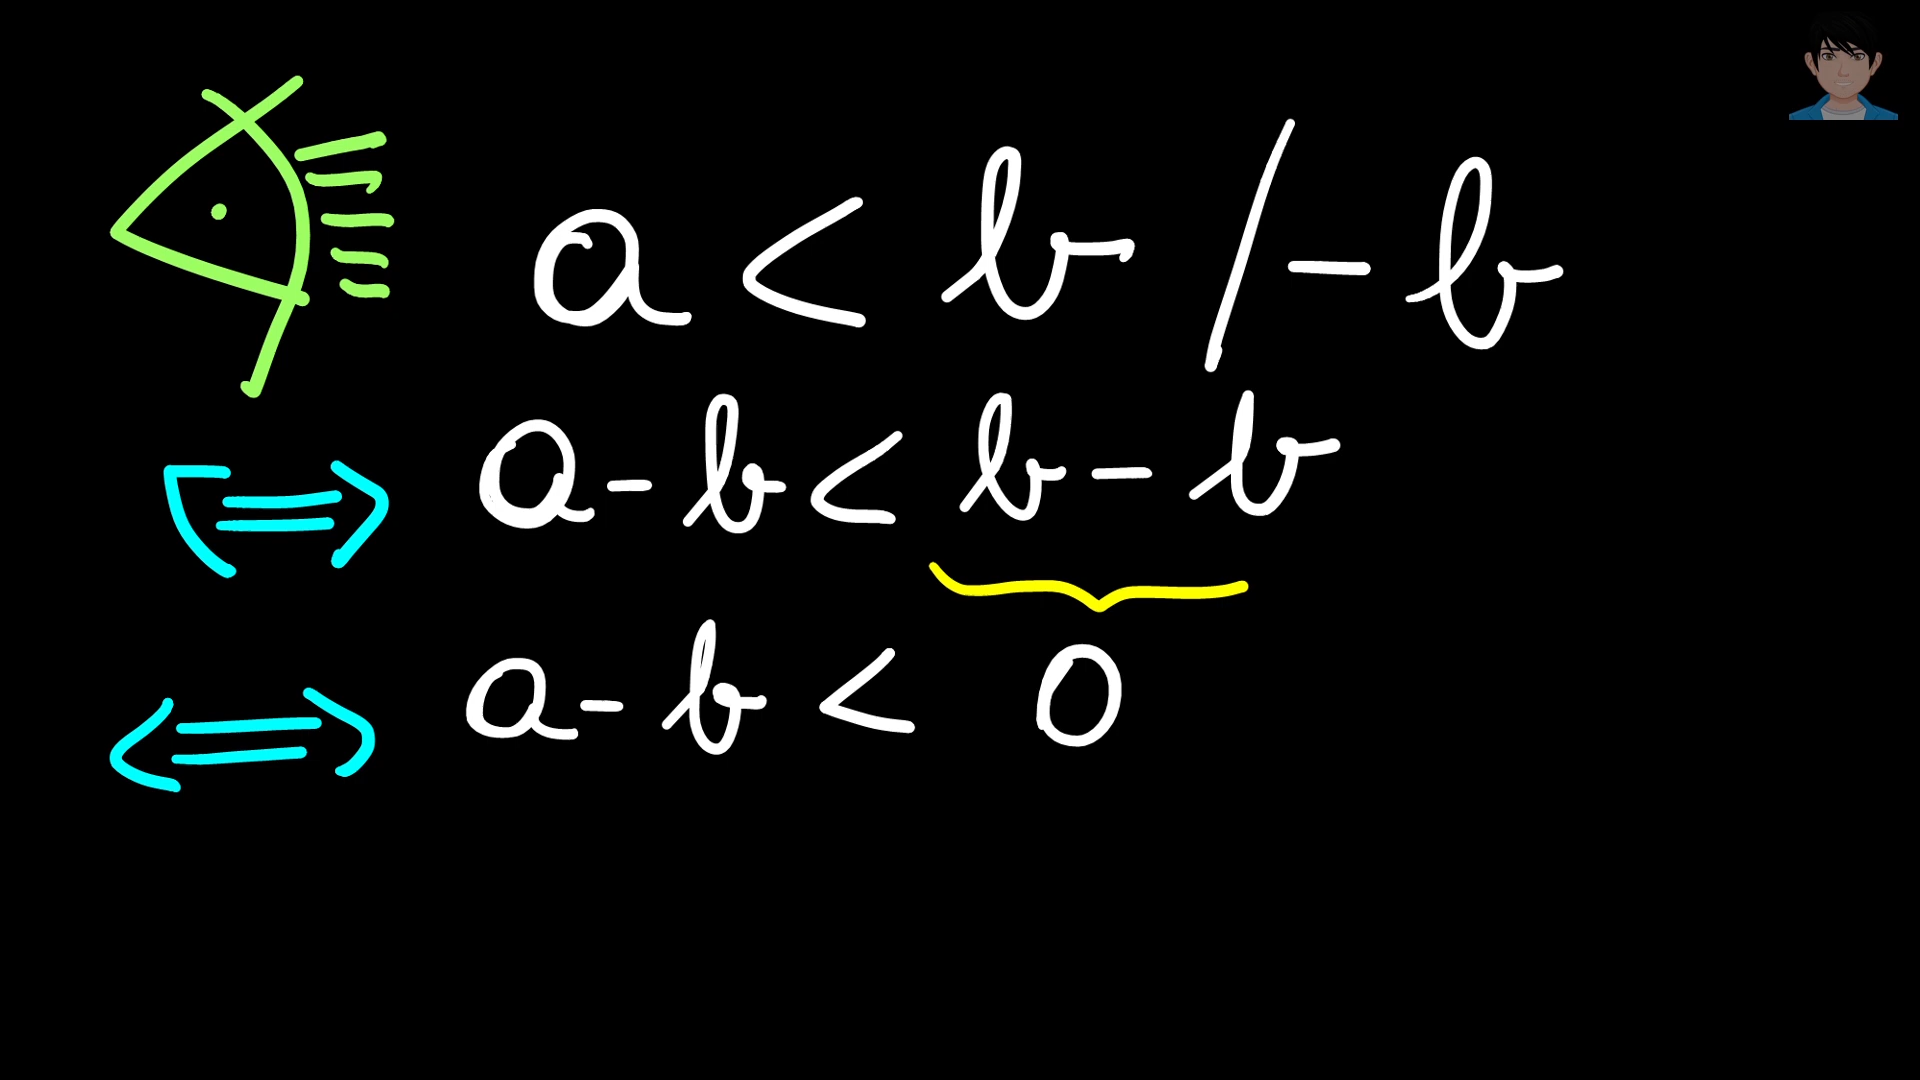 a < b / - b
⇔ a - b < b - b
⇔ a - b < 0